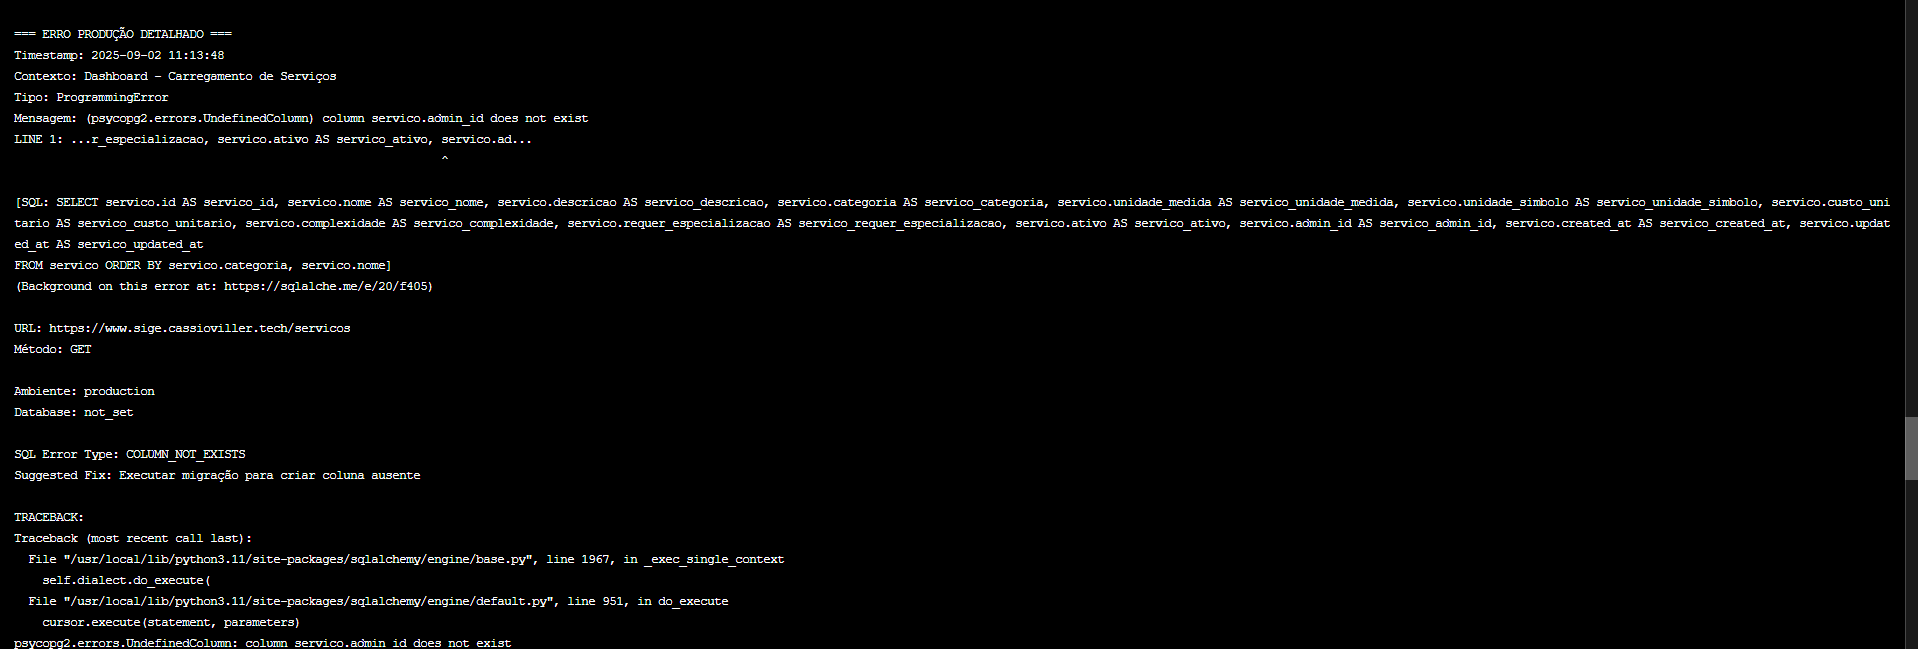 === ERRO PRODUÇÃO DETALHADO ===
Timestamp: 2025-09-02 11:13:48
Contexto: Dashboard - Carregamento de Serviços
Tipo: ProgrammingError
Mensagem: (psycopg2.errors.UndefinedColumn) column servico.admin_id does not exist
LINE 1: ...r_especializacao, servico.ativo AS servico_ativo, servico.ad...
^
[SQL: SELECT servico.id AS servico_id, servico.nome AS servico_nome, servico.descricao AS servico_descricao, servico.categoria AS servico_categoria, servico.unidade_medida AS servico_unidade_medida, servico.unidade_simbolo AS servico_unidade_simbolo, servico.custo_uni
tario AS servico_custo_unitario, servico.complexidade AS servico_complexidade, servico.requer_especializacao AS servico_requer_especializacao, servico.ativo AS servico_ativo, servico.admin_id AS servico_admin_id, servico.created_at AS servico_created_at, servico.updat
ed_at AS servico_updated_at
FROM servico ORDER BY servico.categoria, servico.nome]
(Background on this error at: https://sqlalche.me/e/20/f405)
URL: https://www.sige.cassioviller.tech/servicos
Método: GET
Ambiente: production
Database: not_set
SQL Error Type: COLUMN_NOT_EXISTS
Suggested Fix: Executar migração para criar coluna ausente
TRACEBACK:
Traceback (most recent call last):
File "/usr/local/lib/python3.11/site-packages/sqlalchemy/engine/base.py", line 1967, in _exec_single_context
self.dialect.do_execute(
File "/usr/local/lib/python3.11/site-packages/sqlalchemy/engine/default.py", line 951, in do_execute
cursor.execute(statement, parameters)
psycopg2.errors.UndefinedColumn: column servico.admin_id does not exist